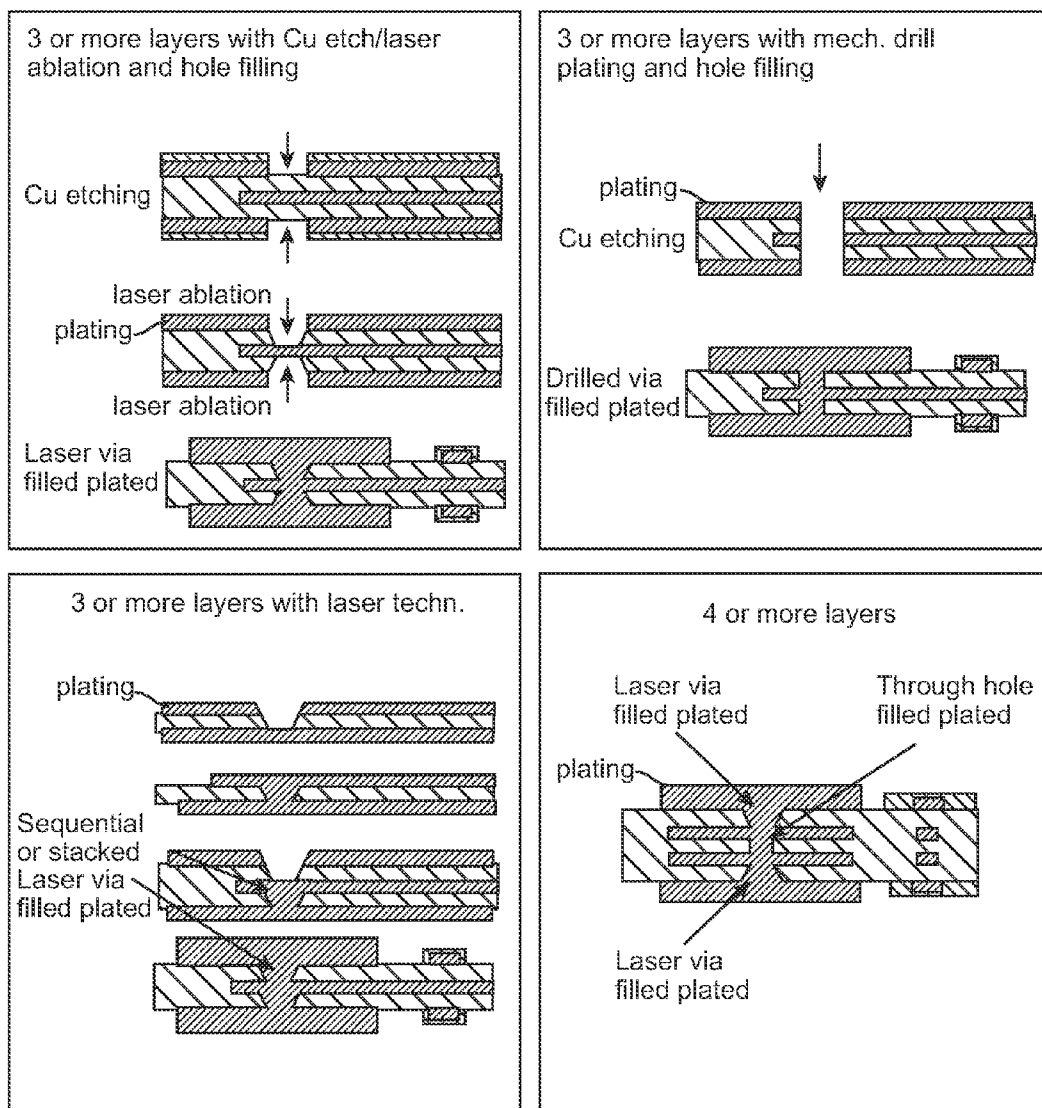 3 or more layers with Cu etch/laser
ablation and hole filling
Cu etching
laser ablation
plating
laser ablation
Laser via
filled plated
3 or more layers with mech. drill
plating and hole filling
plating
Cu etching
Drilled via
filled plated
3 or more layers with laser techn.
plating
Sequential
or stacked
Laser via
filled plated
4 or more layers
Laser via
filled plated
Through hole
filled plated
plating
Laser via
filled plated